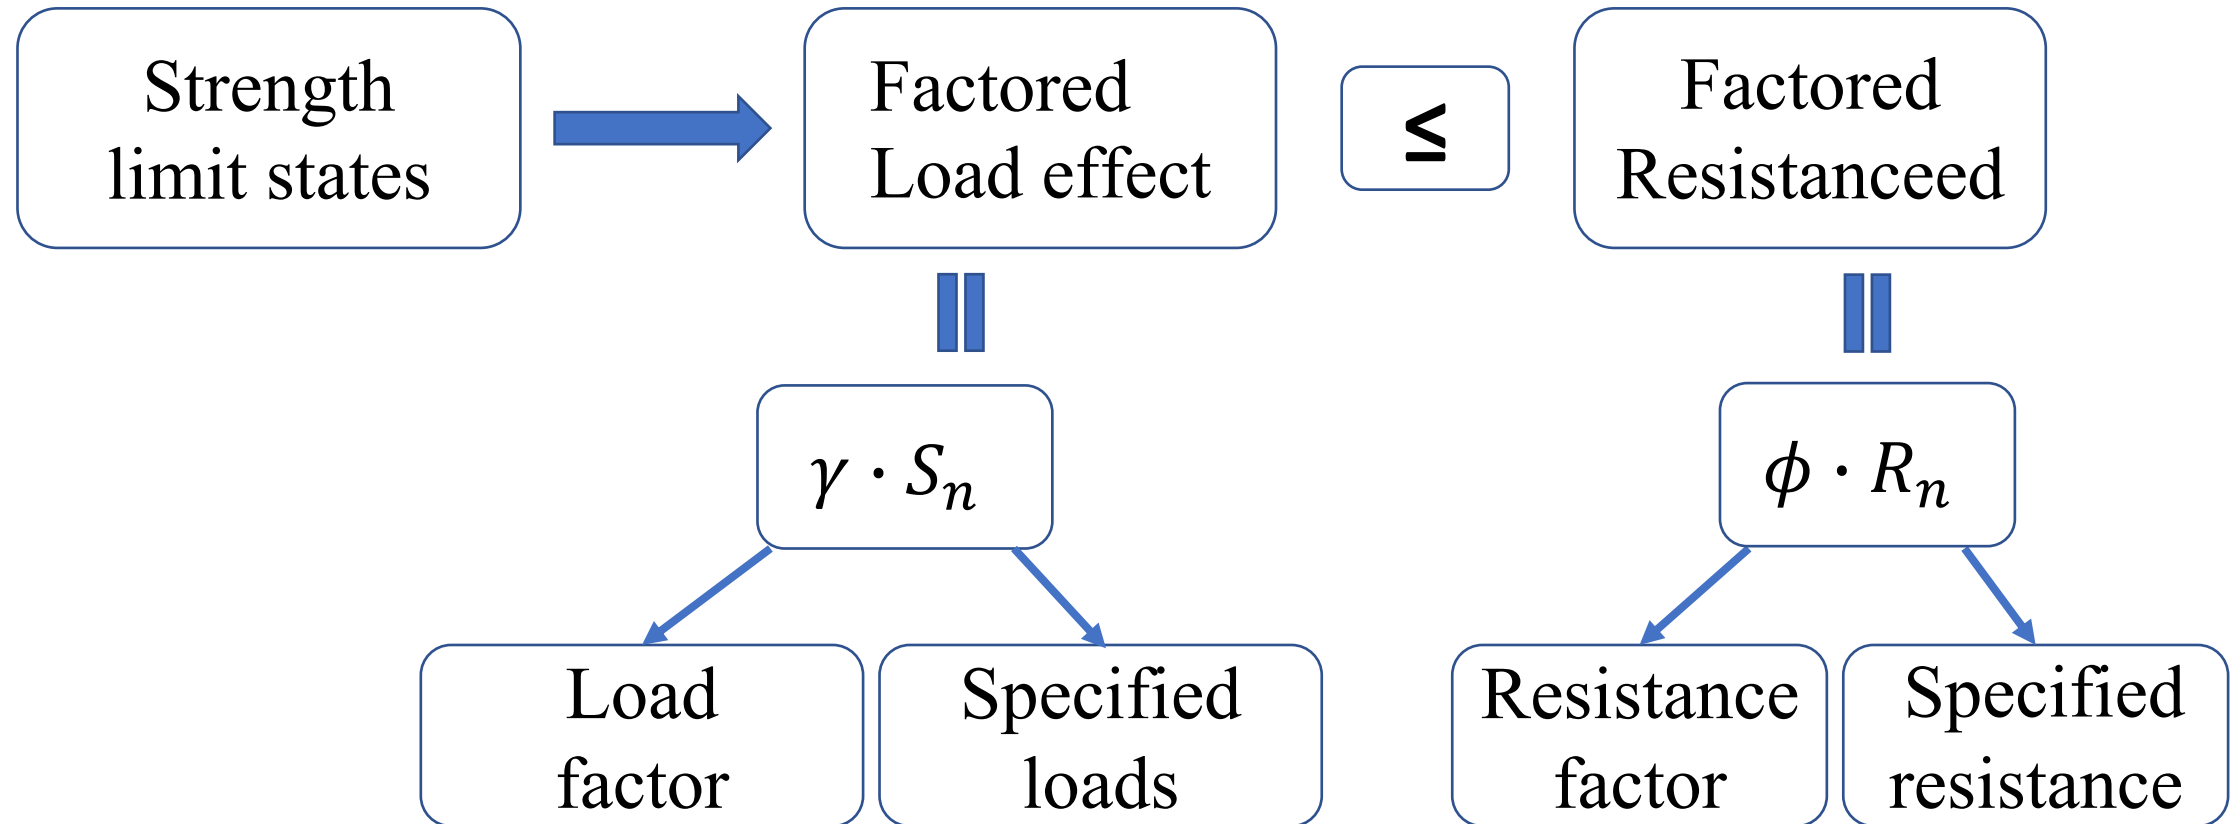 Strength
limit states
Factored
Load effect
≤
Factored
Resistanceed
γ · Sₙ
ϕ · Rₙ
Load
factor
Specified
loads
Resistance
factor
Specified
resistance